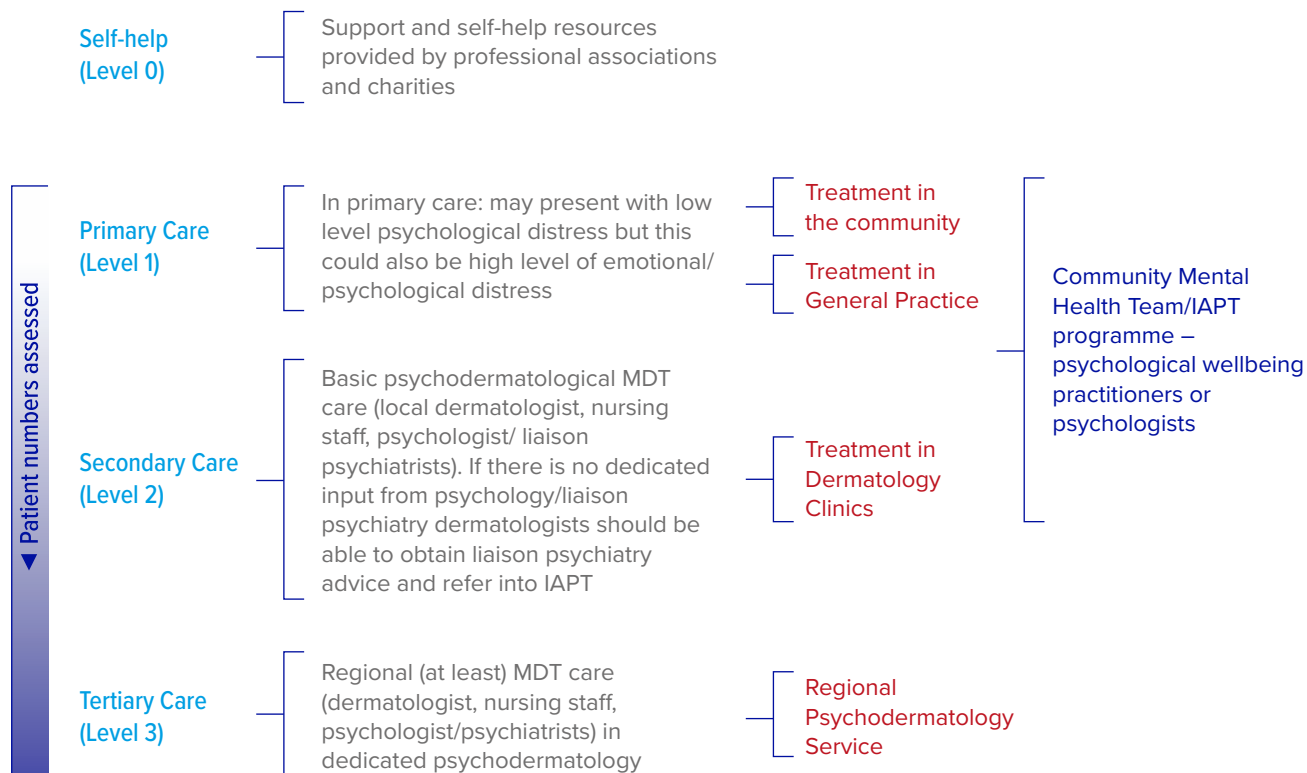 Self-help
(Level 0)
Support and self-help resources
provided by professional associations
and charities
◄ Patient numbers assessed
Primary Care
(Level 1)
In primary care: may present with low
level psychological distress but this
could also be high level of emotional/
psychological distress
Treatment in
the community
Treatment in
General Practice
Community Mental
Health Team/IAPT
programme –
psychological wellbeing
practitioners or
psychologists
Secondary Care
(Level 2)
Basic psychodermatological MDT
care (local dermatologist, nursing
staff, psychologist/ liaison
psychiatrists). If there is no dedicated
input from psychology/liaison
psychiatry dermatologists should be
able to obtain liaison psychiatry
advice and refer into IAPT
Treatment in
Dermatology
Clinics
Tertiary Care
(Level 3)
Regional (at least) MDT care
(dermatologist, nursing staff,
psychologist/psychiatrists) in
dedicated psychodermatology
Regional
Psychodermatology
Service